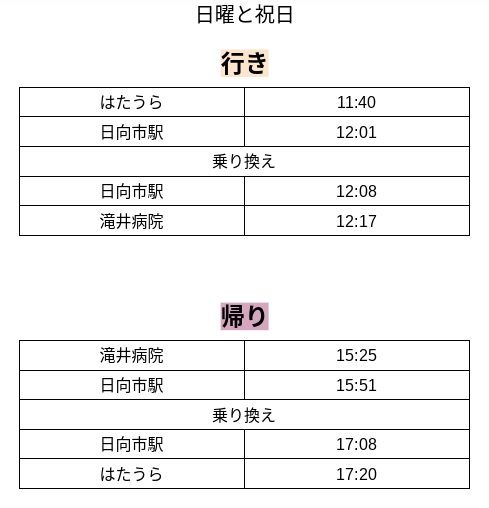 日曜と祝日
行き
はたうら 11:40
日向市駅 12:01
乗り換え
日向市駅 12:08
滝井病院 12:17
帰り
滝井病院 15:25
日向市駅 15:51
乗り換え
日向市駅 17:08
はたうら 17:20